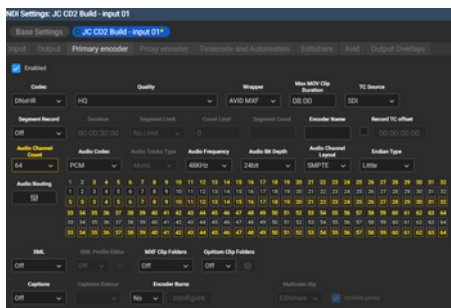 NDI Settings: JC CD2 Build - input 01
Base Settings JC CD2 Build - input 01*
Input Output Primary encoder Proxy encoder Timecode and Automation Editshare Avid Output Overlays
Enabled
Codec Quality Wrapper Max MOV Clip Duration TC Source
DNxHR HQ AVID MXF 08:00 SDI
Segment Record Duration Segment Limit Count Limit Segment Count Encoder Name Record TC offset
Off 00:00:30:00 No Limit 0 00:00:00:00
Audio Channel Count Audio Codec Audio Tracks Type Audio Frequency Audio Bit Depth Audio Channel Layout Endian Type
64 PCM Mono 48KHz 24bit SMPTE Little
Audio Routing
1 2 3 4 5 6 7 8 9 10 11 12 13 14 15 16 17 18 19 20 21 22 23 24 25 26 27 28 29 30 31 32
33 34 35 36 37 38 39 40 41 42 43 44 45 46 47 48 49 50 51 52 53 54 55 56 57 58 59 60 61 62 63 64
XML XML Profile Editor MXF Clip Folders OpAtom Clip Folders
Off Off Off Off
Captions Captions Sidecar Encoder Burns Multicam clip
Off No configure Editshare Include proxy